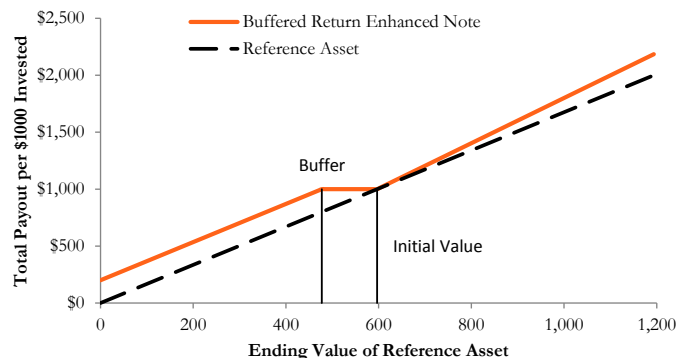 $2,500
$2,000
$1,500
$1,000
$500
$0
Total Payout per $1000 Invested
Buffered Return Enhanced Note
Reference Asset
Buffer
Initial Value
0 200 400 600 800 1,000 1,200
Ending Value of Reference Asset